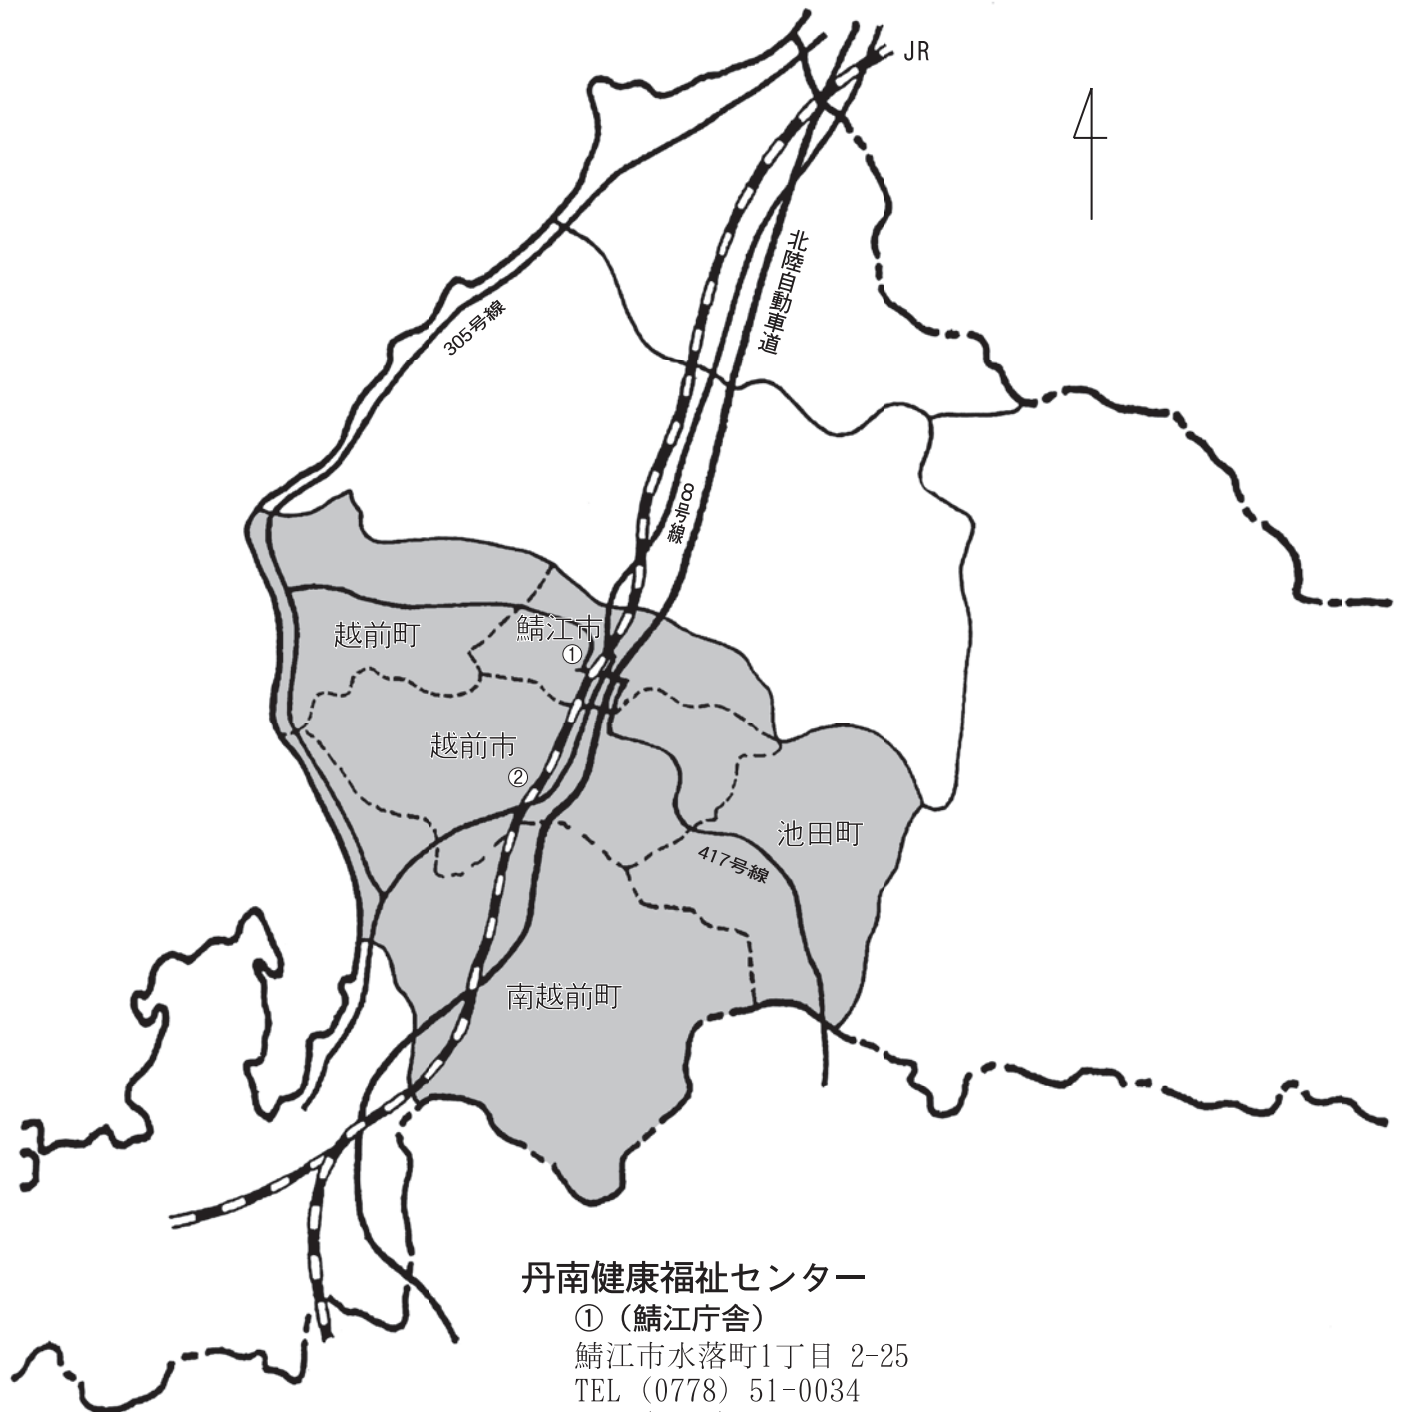 JR
北陸自動車道
305号線
8号線
越前町
鯖江市
①
越前市
②
池田町
417号線
南越前町
丹南健康福祉センター
①（鯖江庁舎）
鯖江市水落町1丁目 2-25
TEL（0778）51-0034